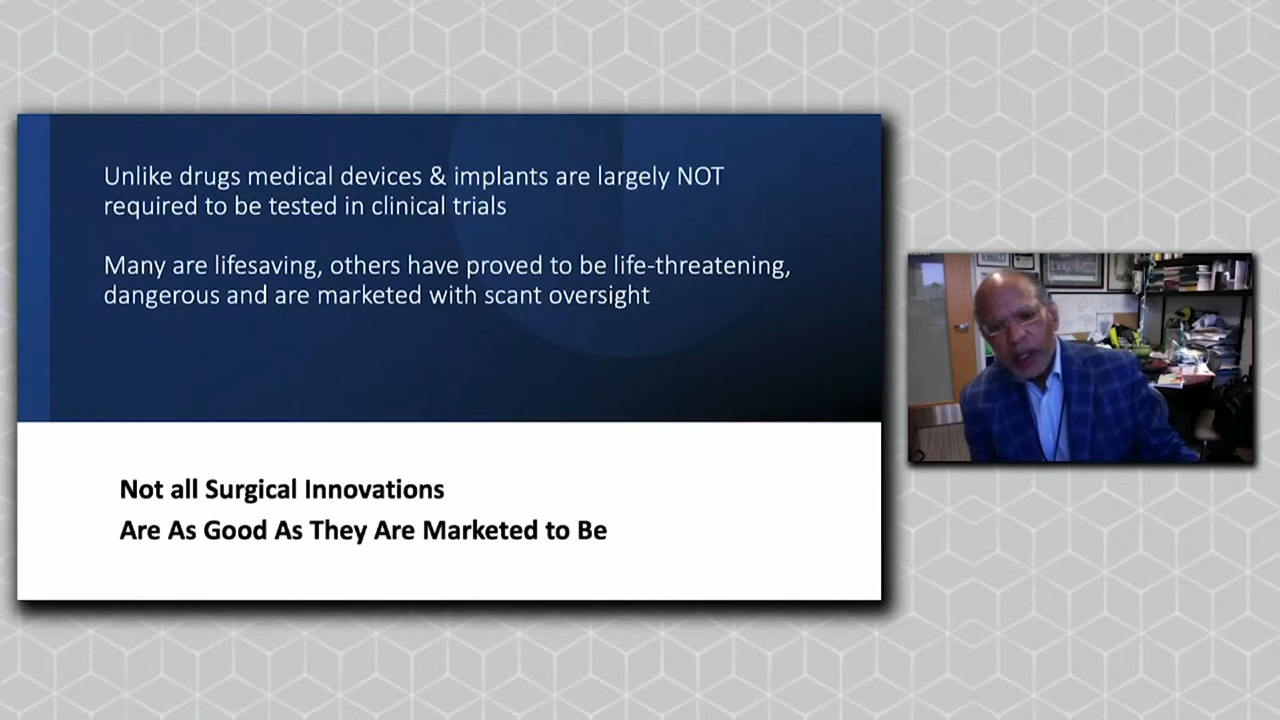 Unlike drugs medical devices & implants are largely NOT
required to be tested in clinical trials
Many are lifesaving, others have proved to be life-threatening,
dangerous and are marketed with scant oversight
Not all Surgical Innovations
Are As Good As They Are Marketed to Be